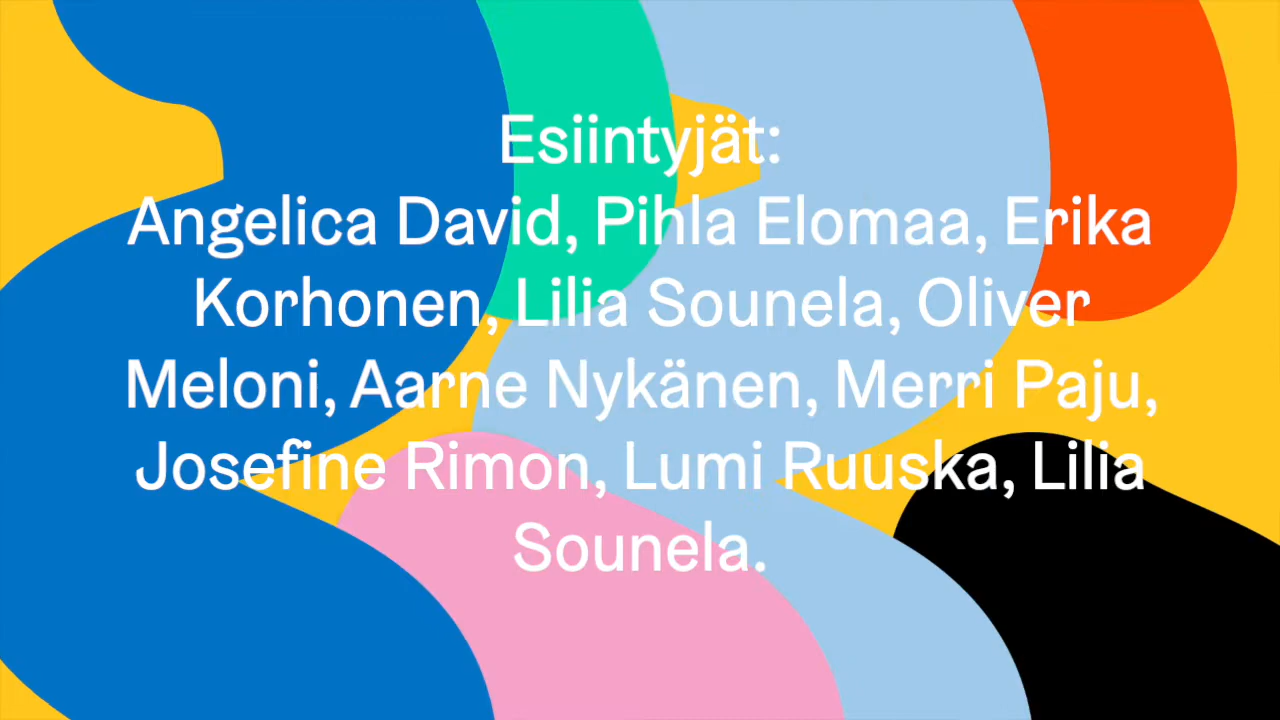 Esiintyjät:
Angelica David, Pihla Elomaa, Erika
Korhonen, Lilia Sounela, Oliver
Meloni, Aarne Nykänen, Merri Paju,
Josefine Rimon, Lumi Ruuska, Lilia
Sounela.